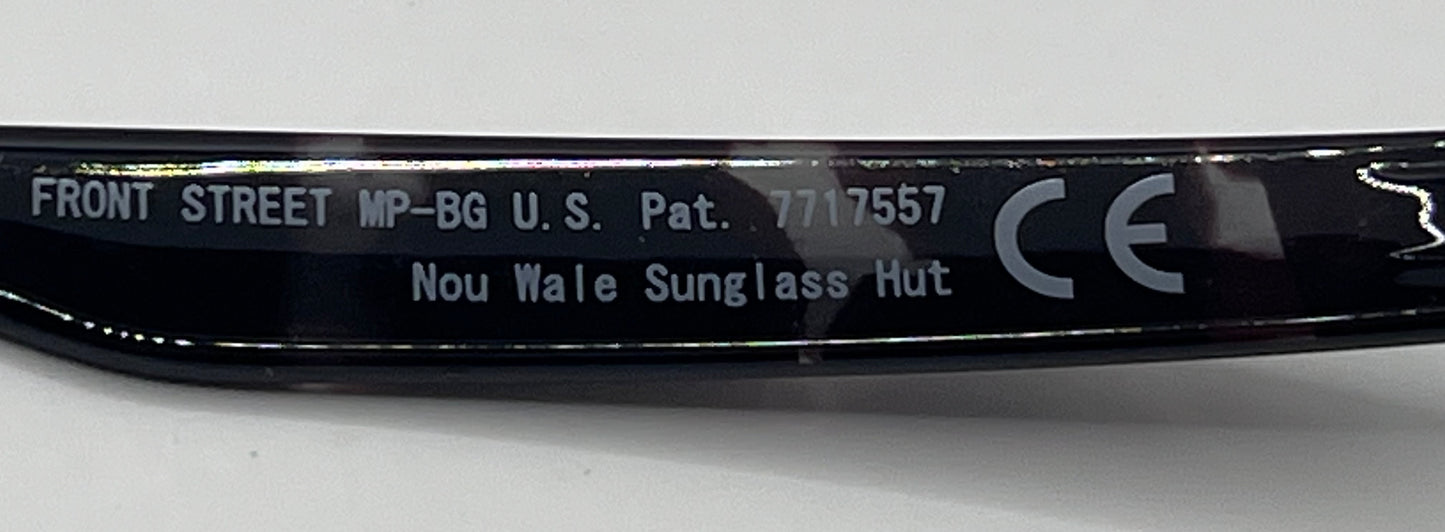 FRONT STREET MP-BG U.S. Pat. 7717557
Nou Wale Sunglass Hut
CE